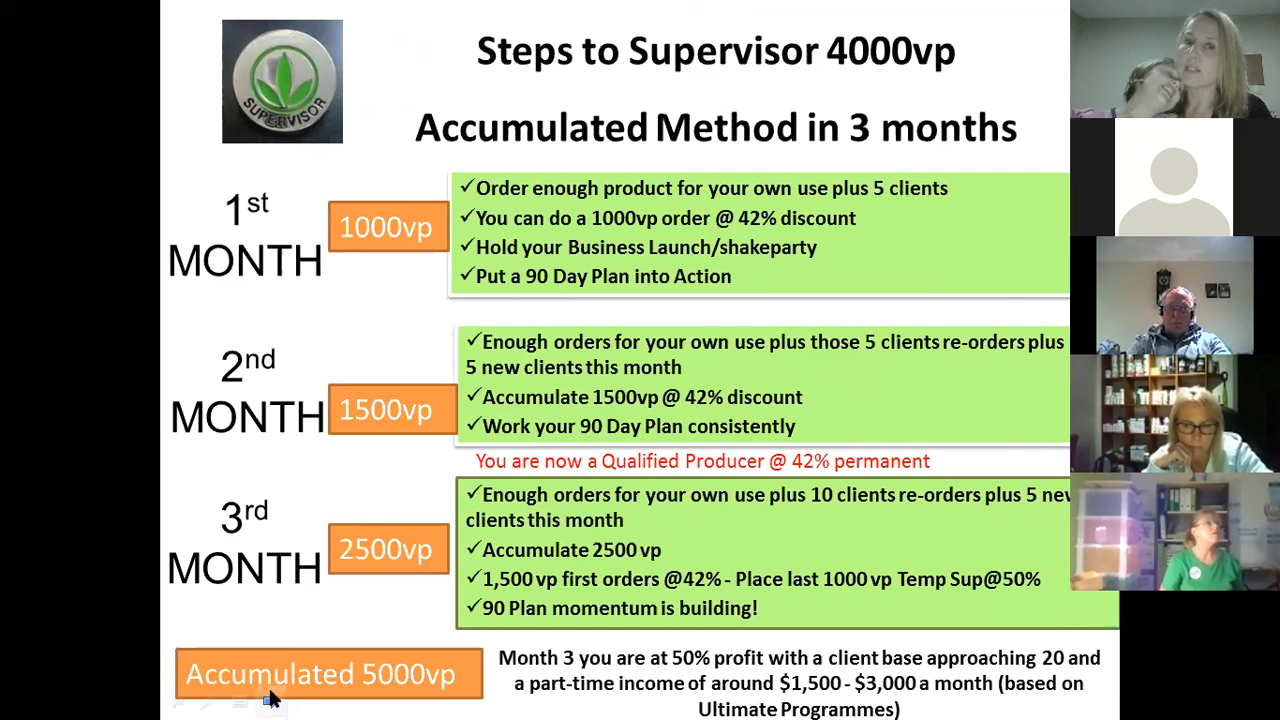 Steps to Supervisor 4000vp
Accumulated Method in 3 months
SUPERVISOR
1st
MONTH
1000vp
✓Order enough product for your own use plus 5 clients
✓You can do a 1000vp order @ 42% discount
✓Hold your Business Launch/shakeparty
✓Put a 90 Day Plan into Action
2nd
MONTH
1500vp
✓Enough orders for your own use plus those 5 clients re-orders plus
5 new clients this month
✓Accumulate 1500vp @ 42% discount
✓Work your 90 Day Plan consistently
You are now a Qualified Producer @ 42% permanent
3rd
MONTH
2500vp
✓Enough orders for your own use plus 10 clients re-orders plus 5 new
clients this month
✓Accumulate 2500 vp
✓1,500 vp first orders @42% - Place last 1000 vp Temp Sup@50%
✓90 Plan momentum is building!
Accumulated 5000vp
Month 3 you are at 50% profit with a client base approaching 20 and
a part-time income of around $1,500 - $3,000 a month (based on
Ultimate Programmes)